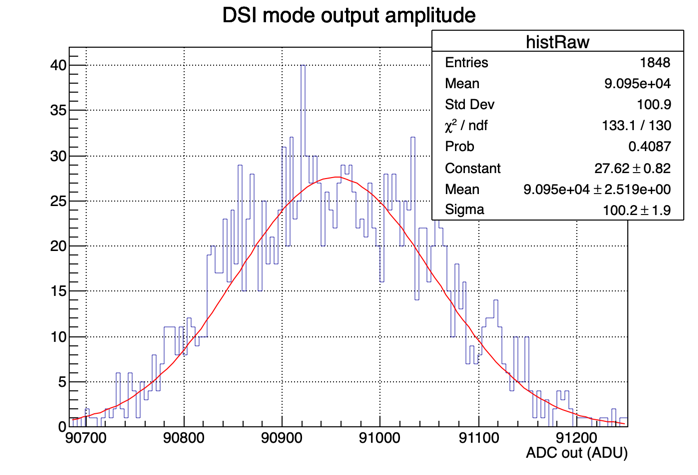 DSI mode output amplitude
histRaw
Entries 1848
Mean 9.095e+04
Std Dev 100.9
χ² / ndf 133.1 / 130
Prob 0.4087
Constant 27.62 ± 0.82
Mean 9.095e+04 ± 2.519e+00
Sigma 100.2 ± 1.9
40
35
30
25
20
15
10
5
0
90700 90800 90900 91000 91100 91200
ADC out (ADU)